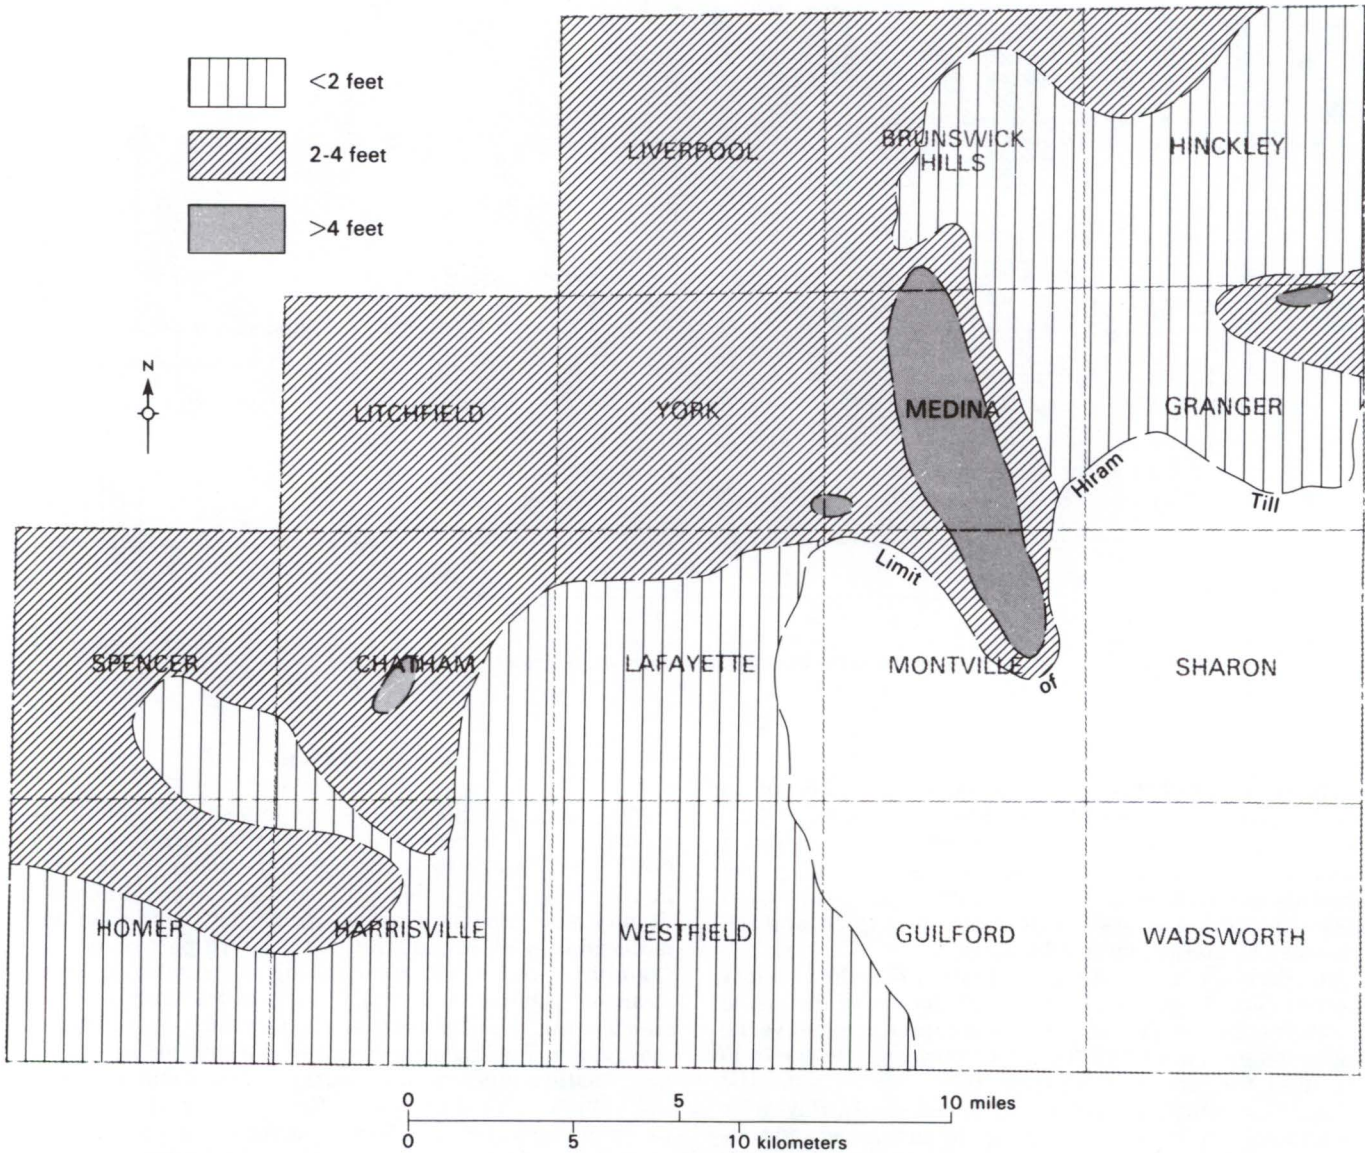 <2 feet
2-4 feet
>4 feet
N
LIVERPOOL
BRUNSWICK
HILLS
HINCKLEY
LITCHFIELD
YORK
MEDINA
GRANGER
Limit
of
Hiram
Till
SPENCER
CHATHAM
LAFAYETTE
MONTVILLE
SHARON
HOMER
HARRISVILLE
WESTFIELD
GUILFORD
WADSWORTH
0 5 10 miles
0 5 10 kilometers